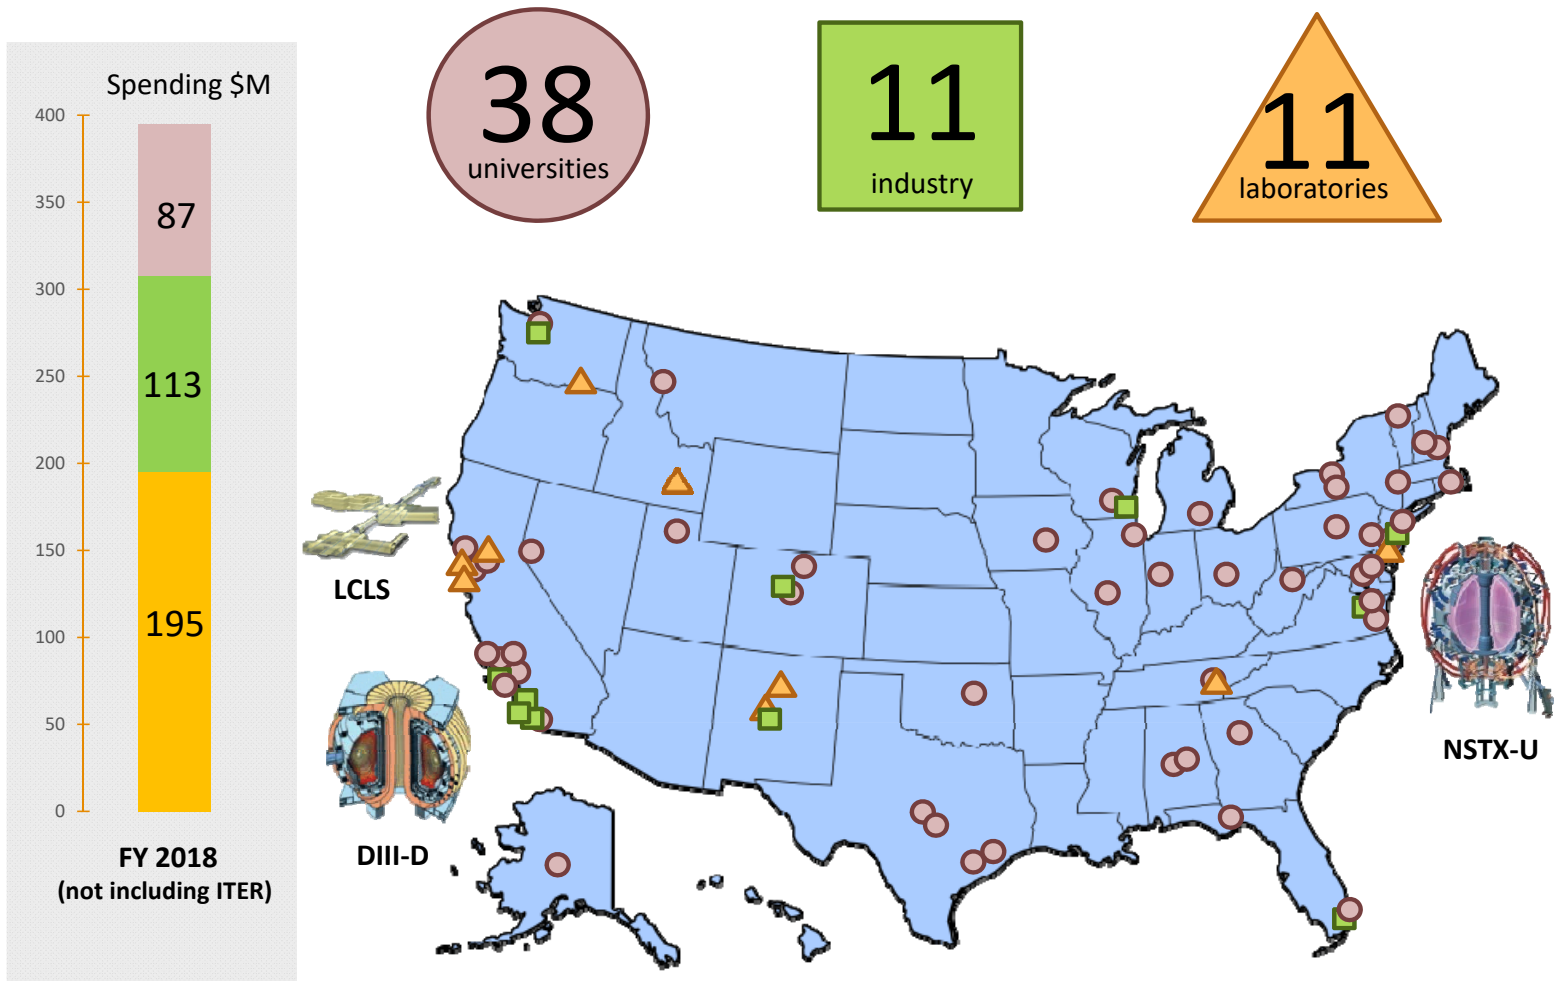 Spending $M
400
350
300
250
200
150
100
50
0
87
113
195
FY 2018
(not including ITER)
38
universities
11
industry
11
laboratories
LCLS
DIII-D
NSTX-U